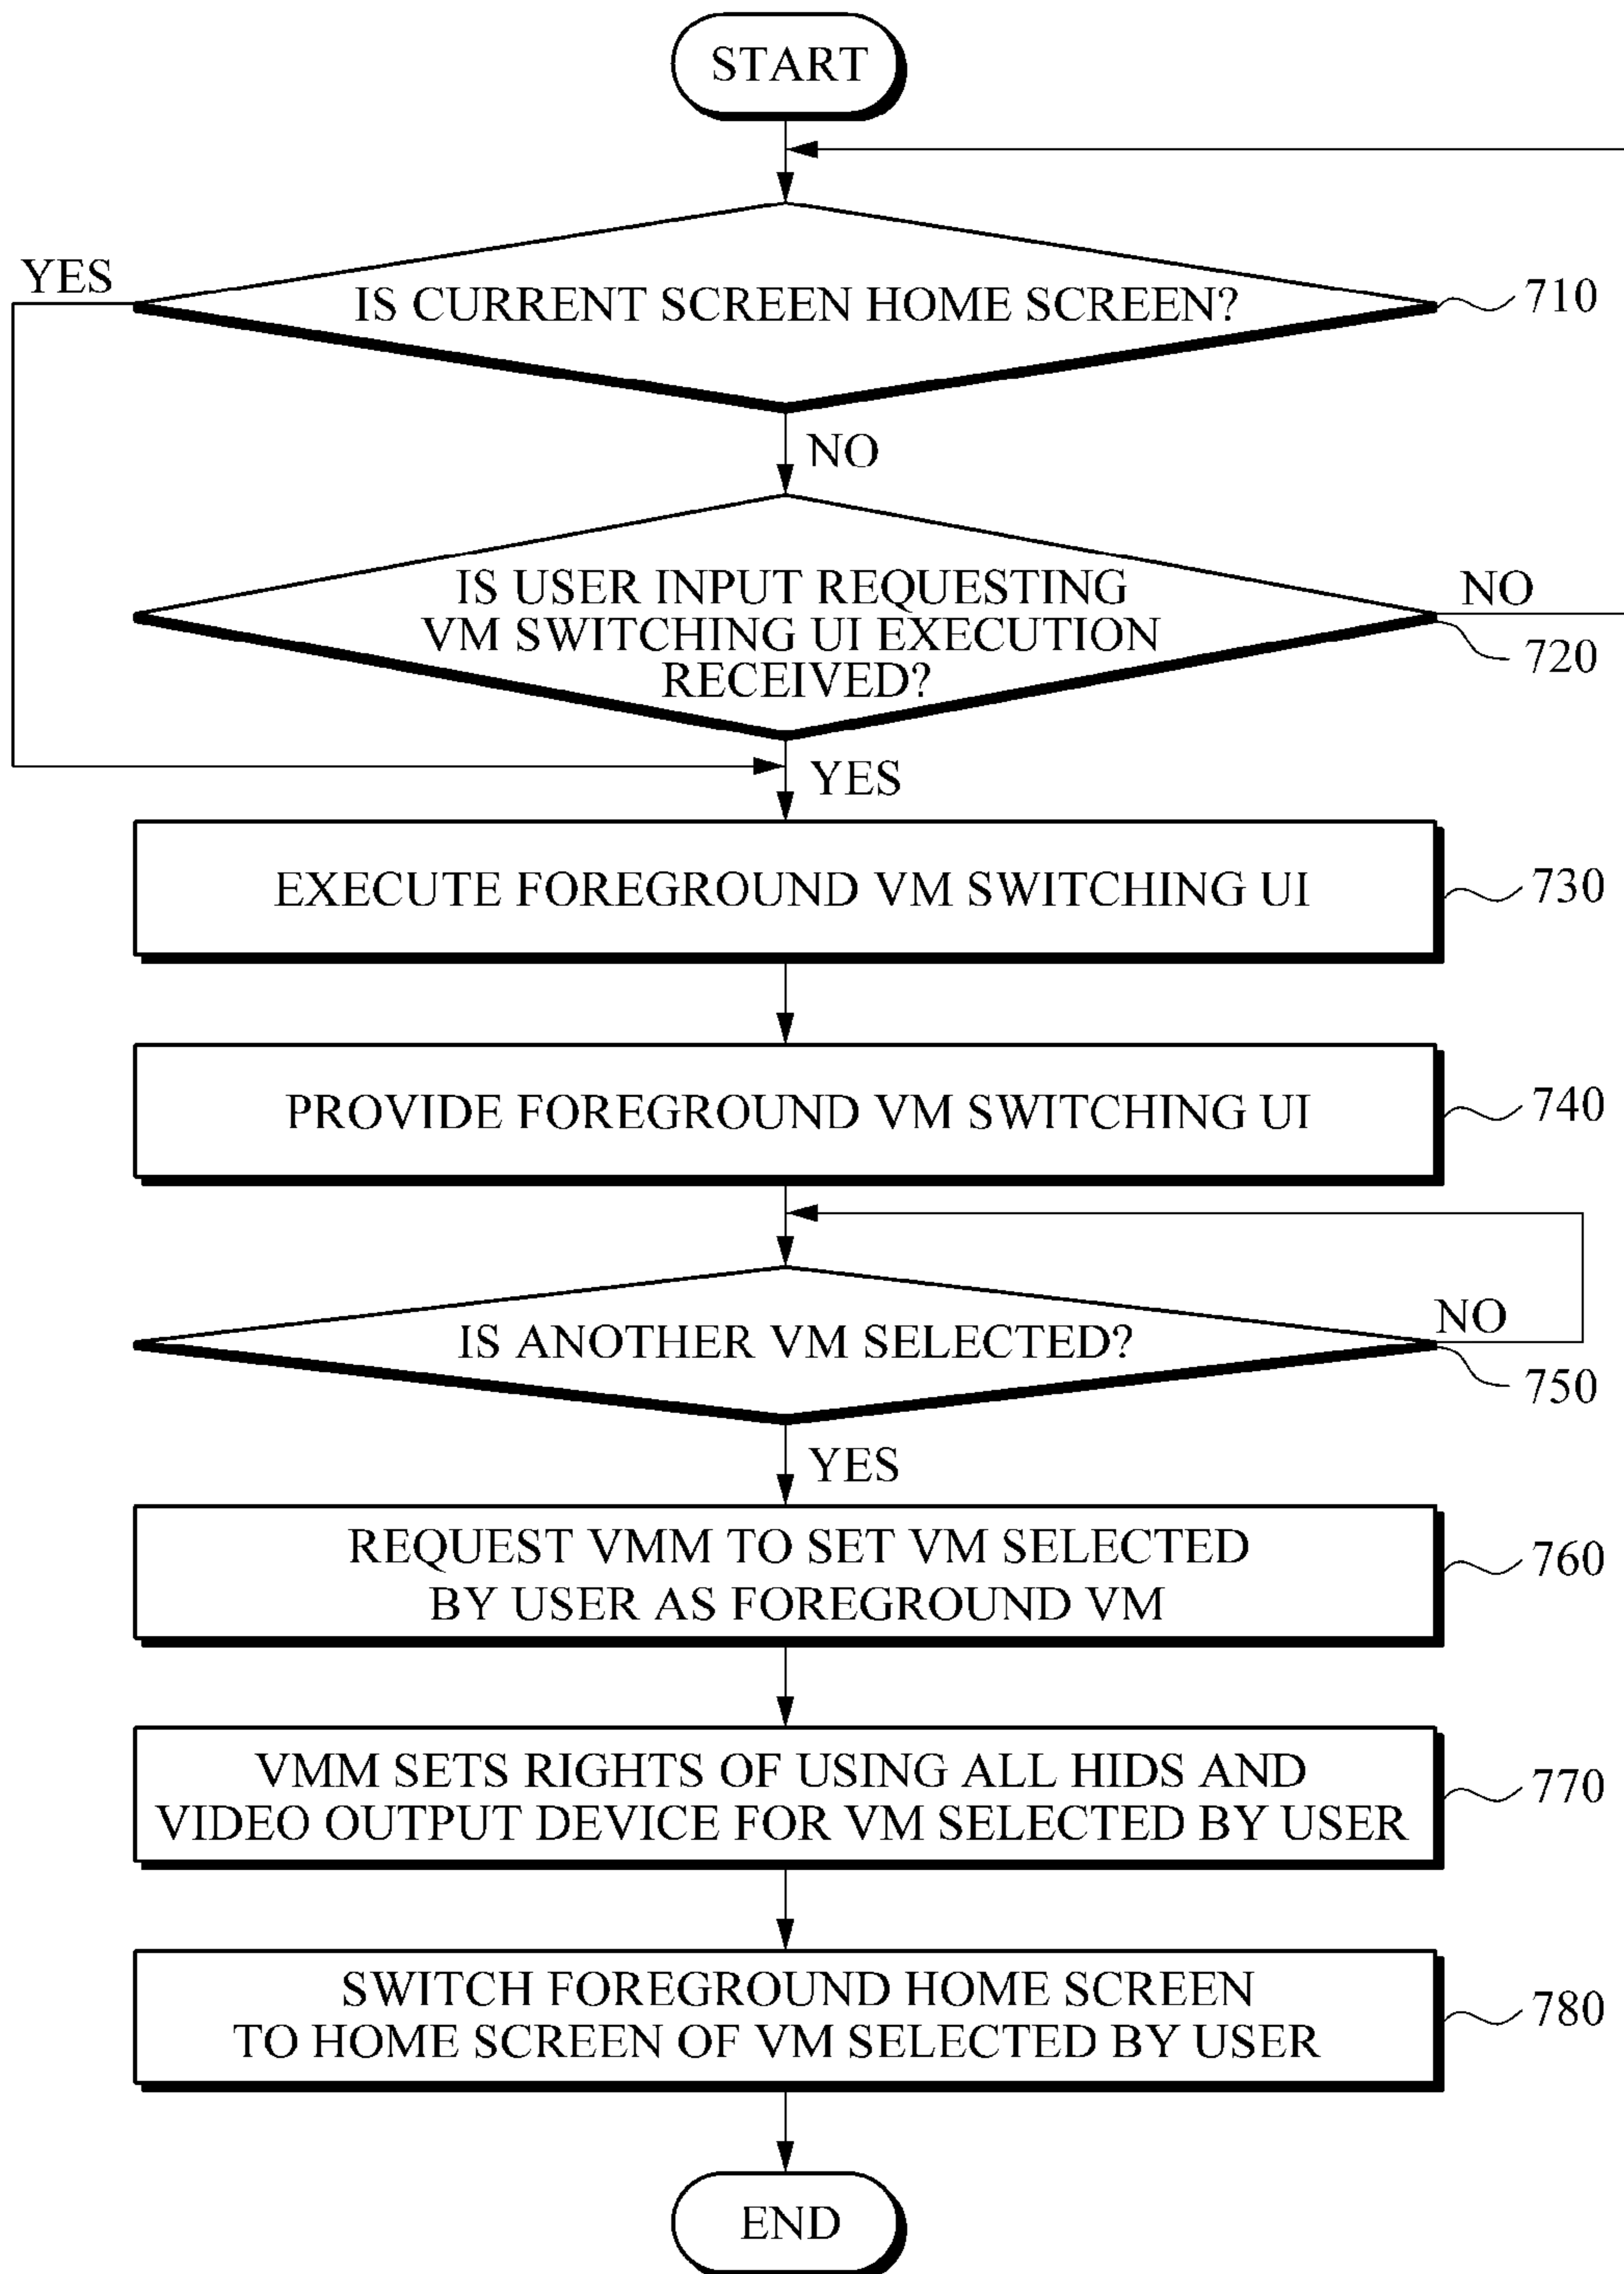 START
YES
IS CURRENT SCREEN HOME SCREEN?
710
NO
IS USER INPUT REQUESTING
VM SWITCHING UI EXECUTION
RECEIVED?
NO
720
YES
EXECUTE FOREGROUND VM SWITCHING UI
730
PROVIDE FOREGROUND VM SWITCHING UI
740
IS ANOTHER VM SELECTED?
NO
750
YES
REQUEST VMM TO SET VM SELECTED
BY USER AS FOREGROUND VM
760
VMM SETS RIGHTS OF USING ALL HIDS AND
VIDEO OUTPUT DEVICE FOR VM SELECTED BY USER
770
SWITCH FOREGROUND HOME SCREEN
TO HOME SCREEN OF VM SELECTED BY USER
780
END